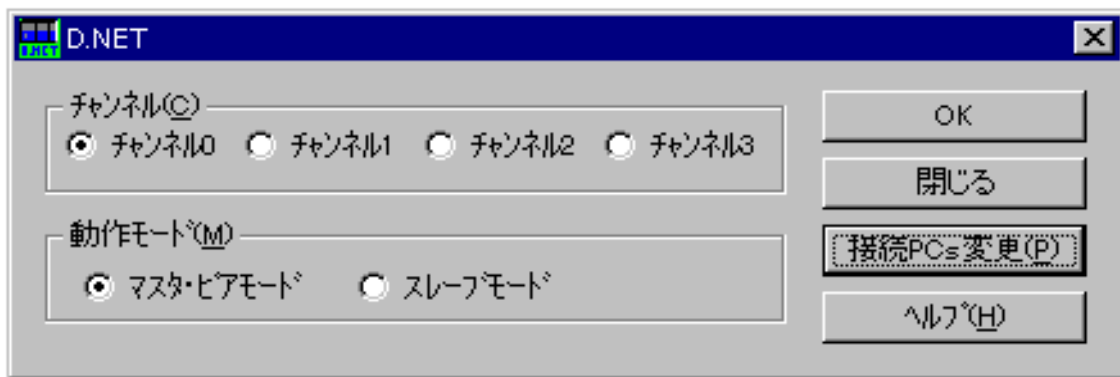 D.NET
D.NET
チャンネル(C)
チャンネル0 チャンネル1 チャンネル2 チャンネル3
動作モード(M)
マスタ・ピアモード スレーブモード
OK
閉じる
接続PCs変更(P)
ヘルプ(H)